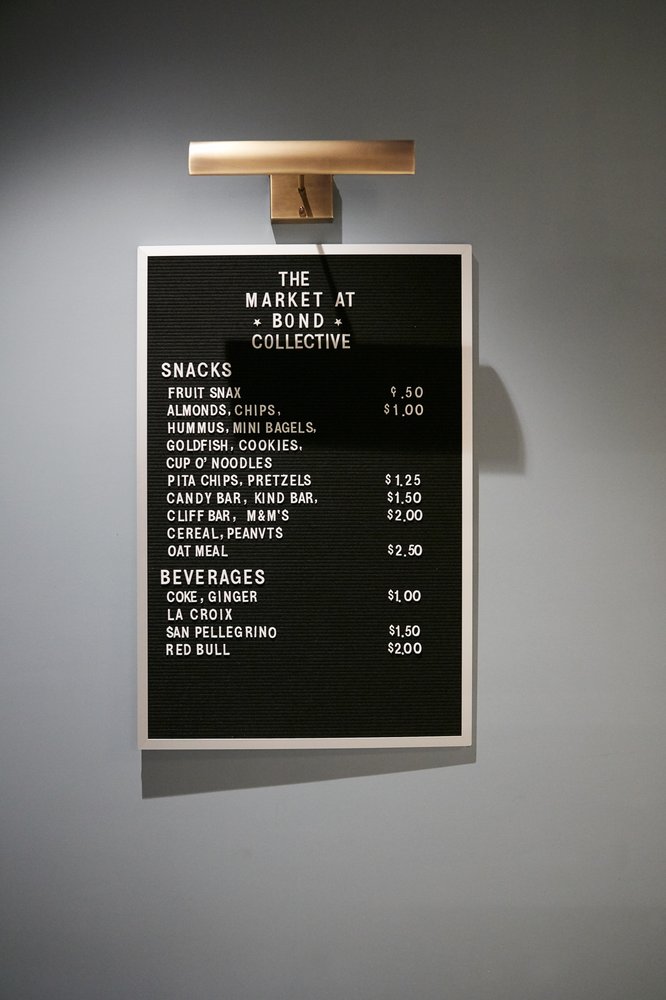 THE
MARKET AT
★ BOND ★
COLLECTIVE
SNACKS
FRUIT SNAX ¢.50
ALMONDS, CHIPS, $1.00
HUMMUS, MINI BAGELS,
GOLDFISH, COOKIES,
CUP O' NOODLES
PITA CHIPS, PRETZELS $1.25
CANDY BAR, KIND BAR, $1.50
CLIFF BAR, M&M'S $2.00
CEREAL, PEANVTS
OAT MEAL $2.50
BEVERAGES
COKE, GINGER $1.00
LA CROIX
SAN PELLEGRINO $1.50
RED BULL $2.00